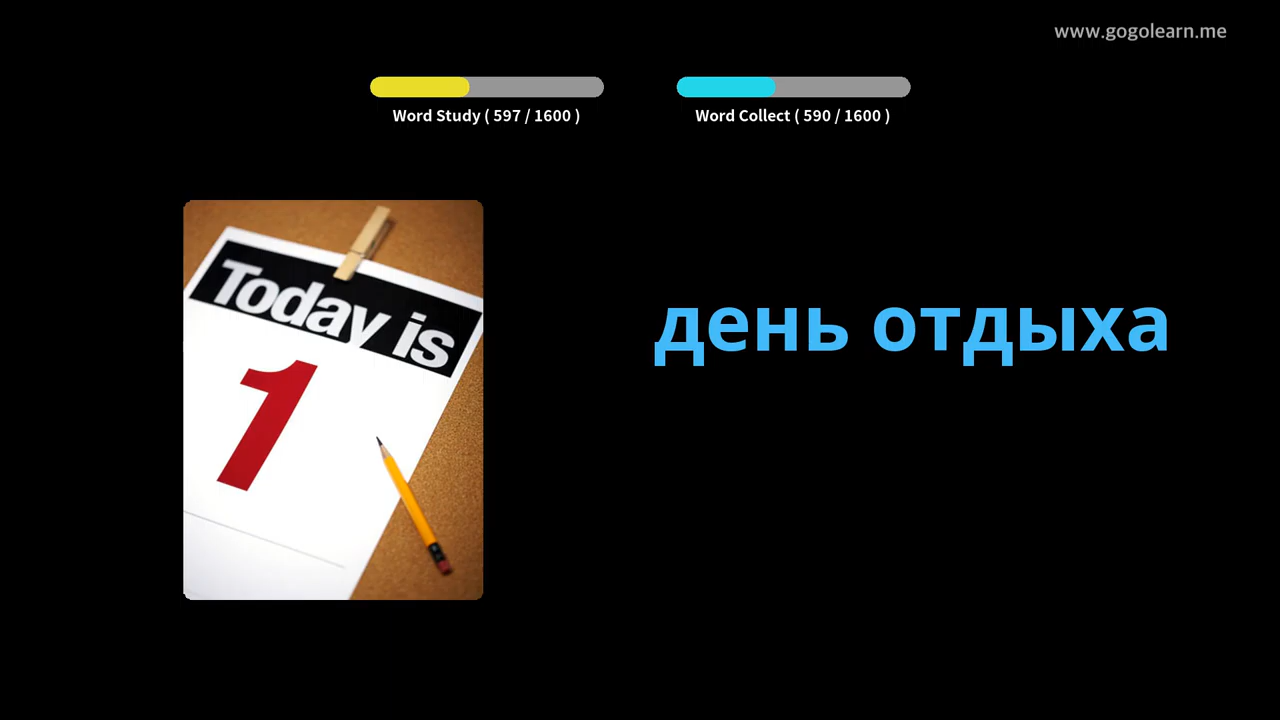 www.gogolearn.me
Word Study ( 597 / 1600 )
Word Collect ( 590 / 1600 )
Today is
1
день отдыха